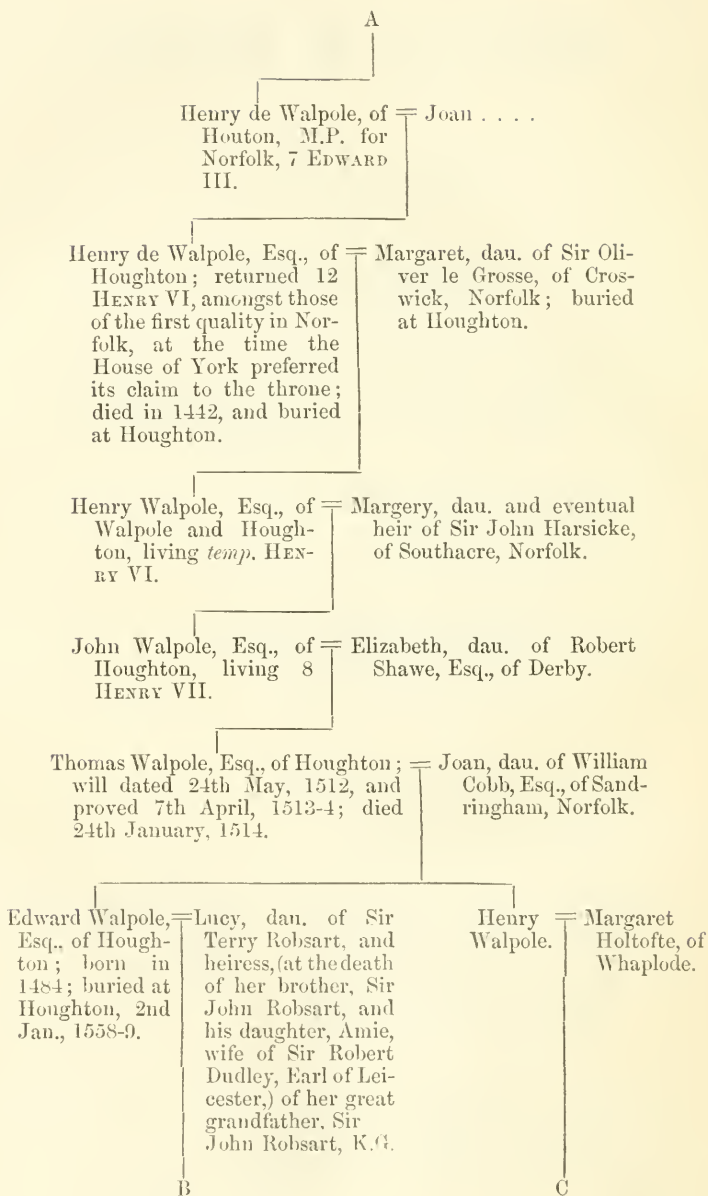 A
Henry de Walpole, of
Houton, M.P. for
Norfolk, 7 EDWARD
III.
= Joan . . . .
Henry de Walpole, Esq., of
Houghton; returned 12
HENRY VI, amongst those
of the first quality in Nor-
folk, at the time the
House of York preferred
its claim to the throne;
died in 1442, and buried
at Houghton.
= Margaret, dau. of Sir Oli-
ver le Grosse, of Cros-
wick, Norfolk; buried
at Houghton.
Henry Walpole, Esq., of
Walpole and Hough-
ton, living temp. HEN-
RY VI.
= Margery, dau. and eventual
heir of Sir John Harsicke,
of Southacre, Norfolk.
John Walpole, Esq., of
Houghton, living 8
HENRY VII.
= Elizabeth, dau. of Robert
Shawe, Esq., of Derby.
Thomas Walpole, Esq., of Houghton;
will dated 24th May, 1512, and
proved 7th April, 1513-4; died
24th January, 1514.
= Joan, dau. of William
Cobb, Esq., of Sand-
ringham, Norfolk.
Edward Walpole,
Esq., of Hough-
ton; born in
1484; buried at
Houghton, 2nd
Jan., 1558-9.
= Lucy, dau. of Sir
Terry Robsart, and
heiress, (at the death
of her brother, Sir
John Robsart, and
his daughter, Amie,
wife of Sir Robert
Dudley, Earl of Lei-
cester,) of her great
grandfather, Sir
John Robsart, K.G.
Henry
Walpole.
= Margaret
Holtofte, of
Whaplode.
B
C